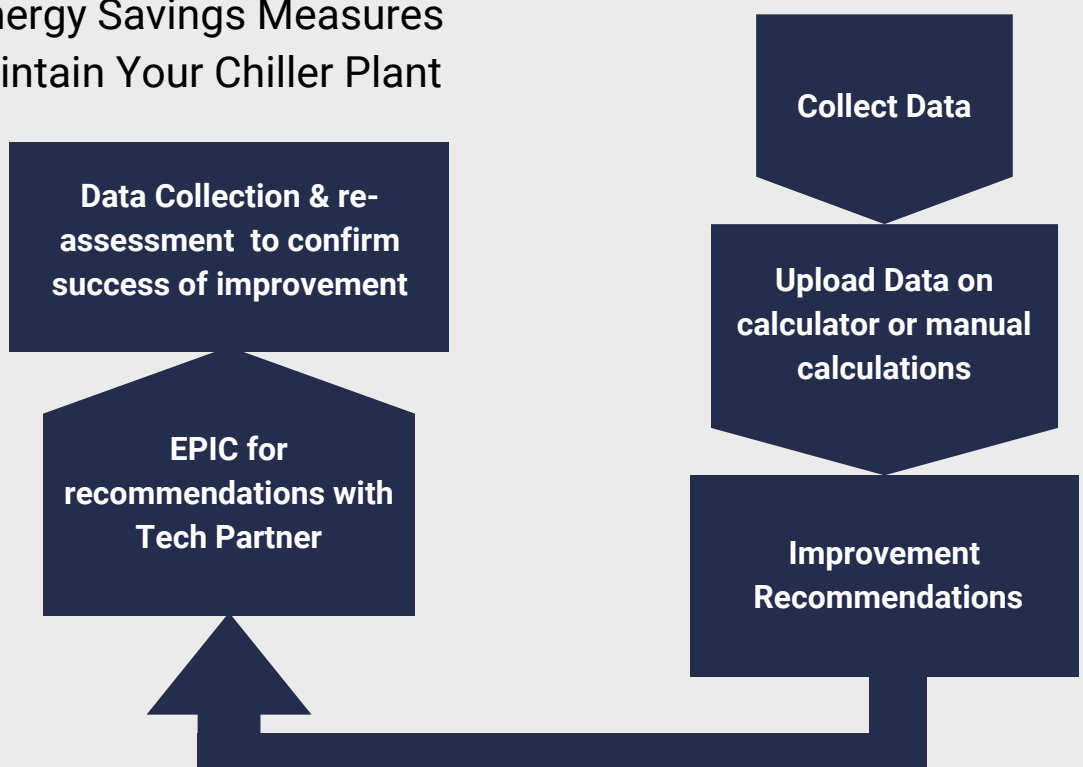 nergy Savings Measures
intain Your Chiller Plant
Collect Data
Upload Data on
calculator or manual
calculations
Improvement
Recommendations
EPIC for
recommendations with
Tech Partner
Data Collection & re-
assessment  to confirm
success of improvement